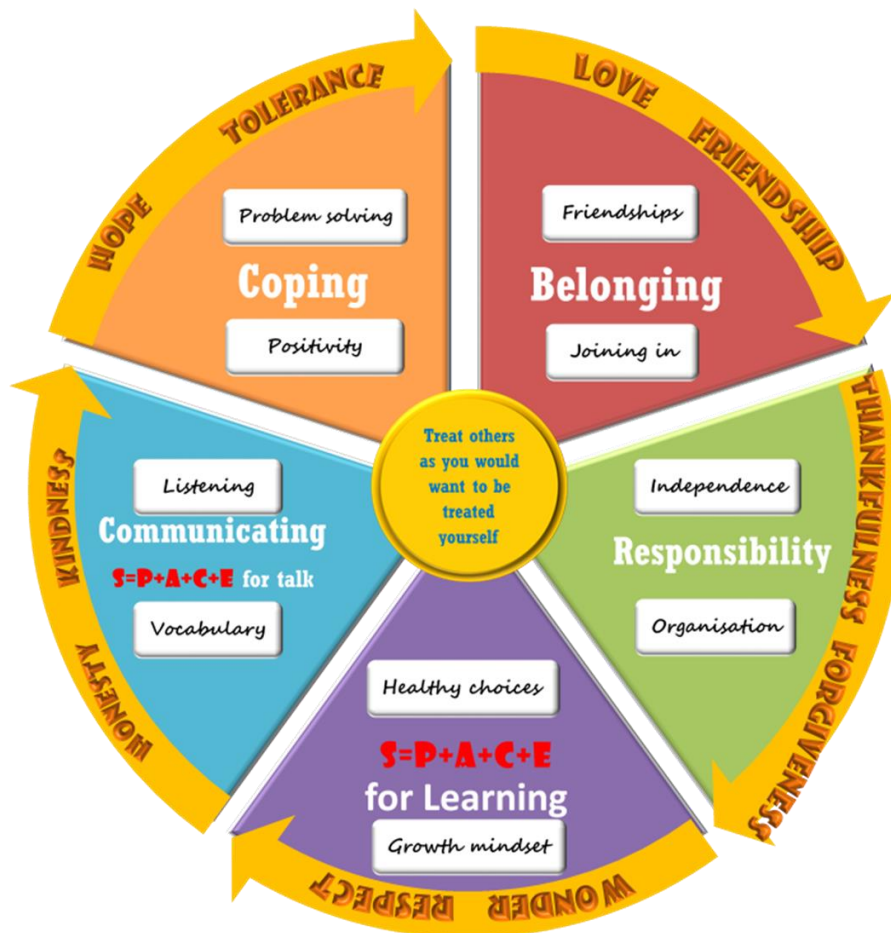 HOPE TOLERANCE
Problem solving
Coping
Positivity
LOVE FRIENDSHIP
Friendships
Belonging
Joining in
THANKFULNESS FORGIVENESS
Independence
Responsibility
Organisation
WONDER RESPECT
Healthy choices
S=P+A+C+E
for Learning
Growth mindset
HONESTY KINDNESS
Listening
Communicating
S=P+A+C+E for talk
Vocabulary
Treat others
as you would
want to be
treated
yourself